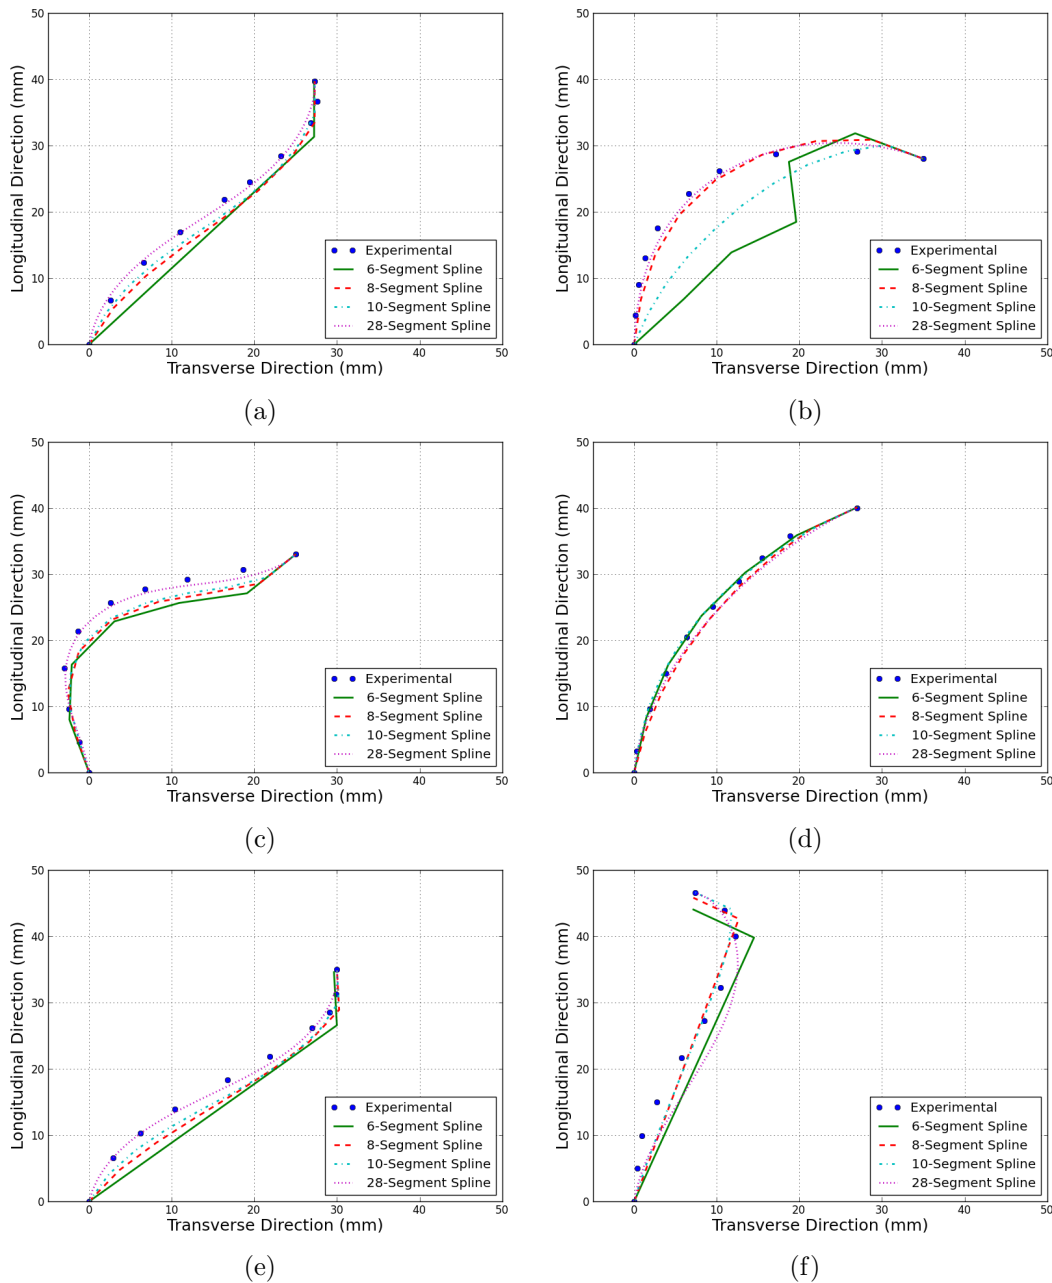 50
40
30
20
10
0
Longitudinal Direction (mm)
Experimental
6-Segment Spline
8-Segment Spline
10-Segment Spline
28-Segment Spline
0 10 20 30 40 50
Transverse Direction (mm)
(a)
50
40
30
20
10
0
Longitudinal Direction (mm)
Experimental
6-Segment Spline
8-Segment Spline
10-Segment Spline
28-Segment Spline
0 10 20 30 40 50
Transverse Direction (mm)
(b)
50
40
30
20
10
0
Longitudinal Direction (mm)
Experimental
6-Segment Spline
8-Segment Spline
10-Segment Spline
28-Segment Spline
0 10 20 30 40 50
Transverse Direction (mm)
(c)
50
40
30
20
10
0
Longitudinal Direction (mm)
Experimental
6-Segment Spline
8-Segment Spline
10-Segment Spline
28-Segment Spline
0 10 20 30 40 50
Transverse Direction (mm)
(d)
50
40
30
20
10
0
Longitudinal Direction (mm)
Experimental
6-Segment Spline
8-Segment Spline
10-Segment Spline
28-Segment Spline
0 10 20 30 40 50
Transverse Direction (mm)
(e)
50
40
30
20
10
0
Longitudinal Direction (mm)
Experimental
6-Segment Spline
8-Segment Spline
10-Segment Spline
28-Segment Spline
0 10 20 30 40 50
Transverse Direction (mm)
(f)